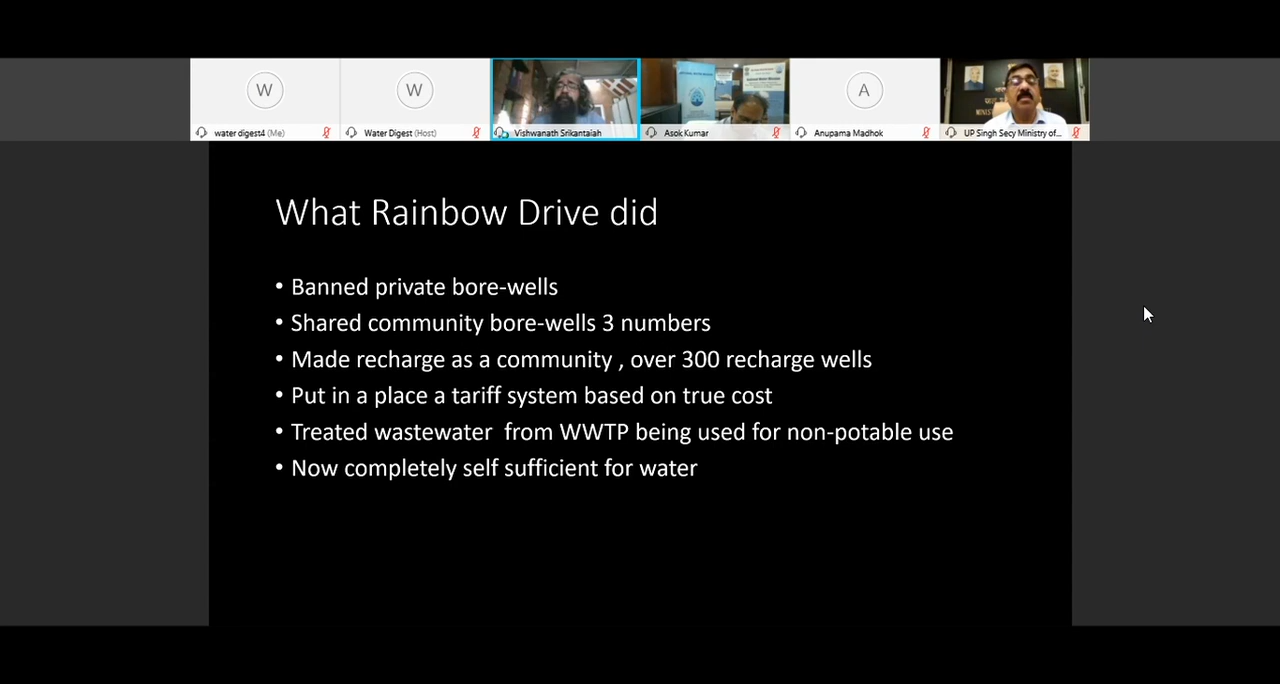 W
W
A
water digest4 (Me)
Water Digest (Host)
Vishwanath Srikantaiah
Asok Kumar
Anupama Madhok
UP Singh Secy Ministry of...
What Rainbow Drive did
• Banned private bore-wells
• Shared community bore-wells 3 numbers
• Made recharge as a community , over 300 recharge wells
• Put in a place a tariff system based on true cost
• Treated wastewater  from WWTP being used for non-potable use
• Now completely self sufficient for water